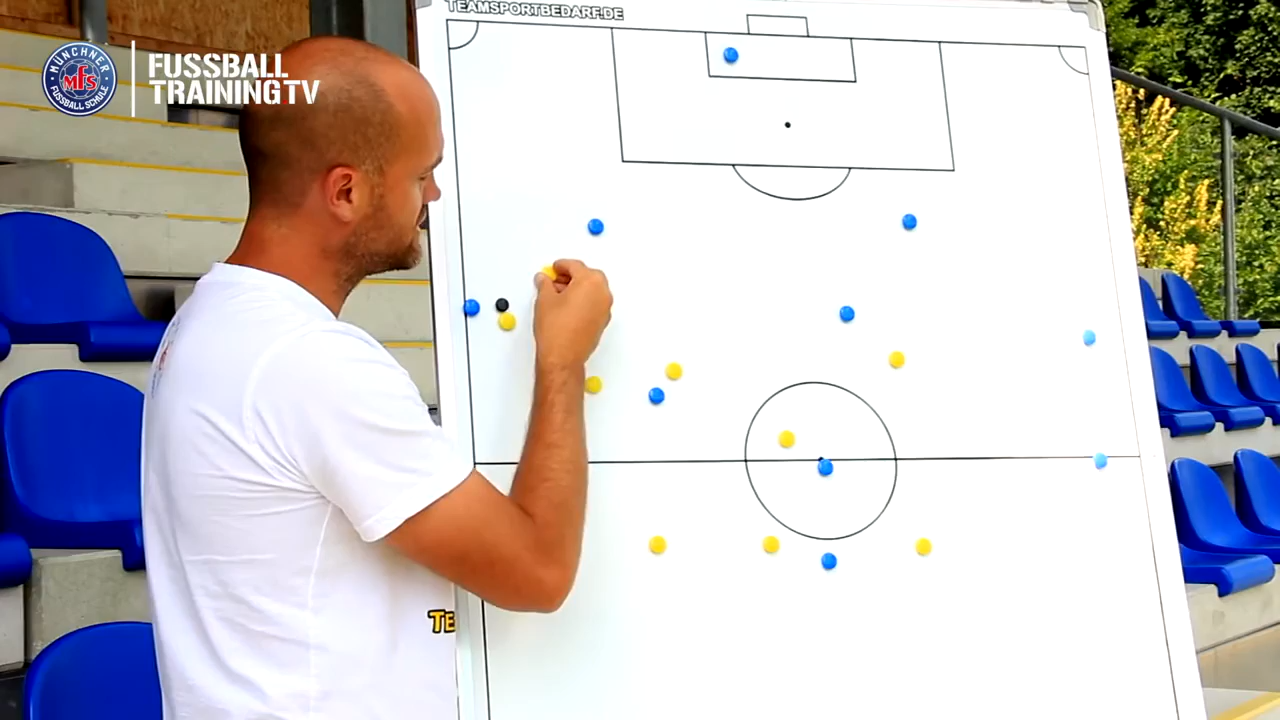 TEAMSPORTBEDARF.DE
MÜNCHNER
MFS
FUSSBALL SCHULE
FUSSBALL
TRAININGTV
TE